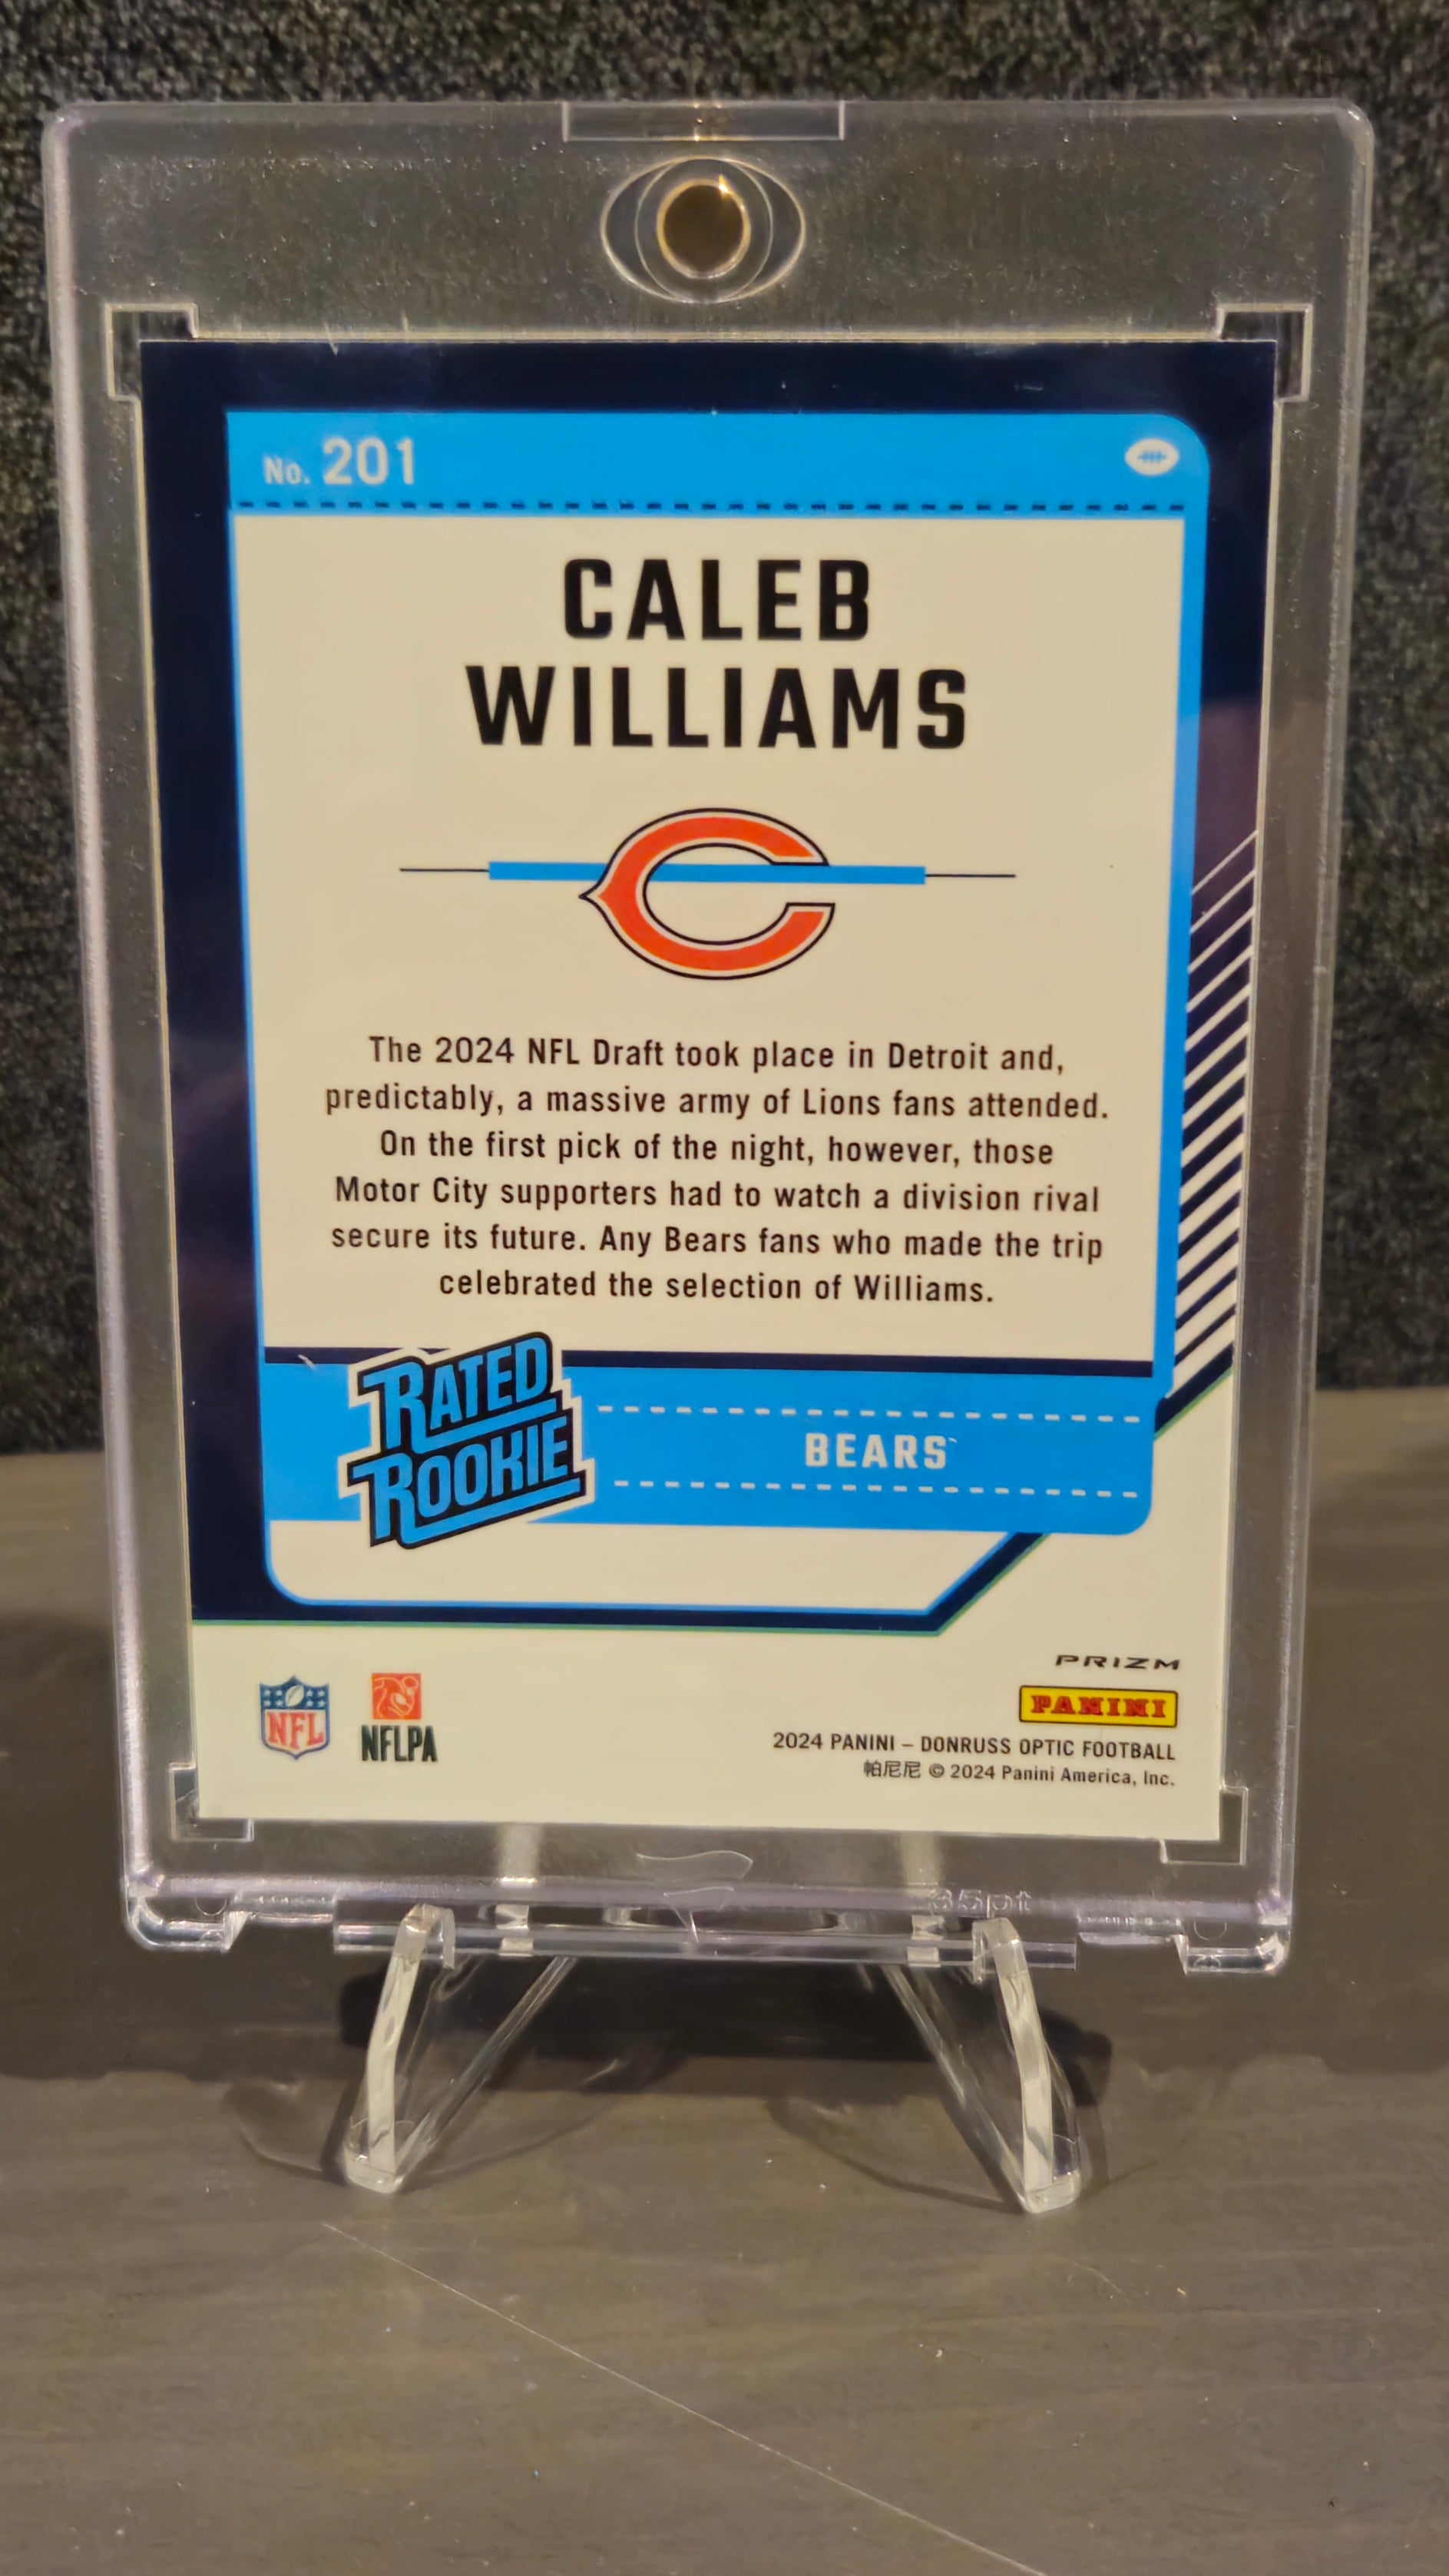 No. 201
CALEB
WILLIAMS
The 2024 NFL Draft took place in Detroit and,
predictably, a massive army of Lions fans attended.
On the first pick of the night, however, those
Motor City supporters had to watch a division rival
secure its future. Any Bears fans who made the trip
celebrated the selection of Williams.
RATED
ROOKIE
BEARS
PRIZM
PANINI
NFL
NFLPA
2024 PANINI – DONRUSS OPTIC FOOTBALL
帕尼尼 © 2024 Panini America, Inc.
35pt